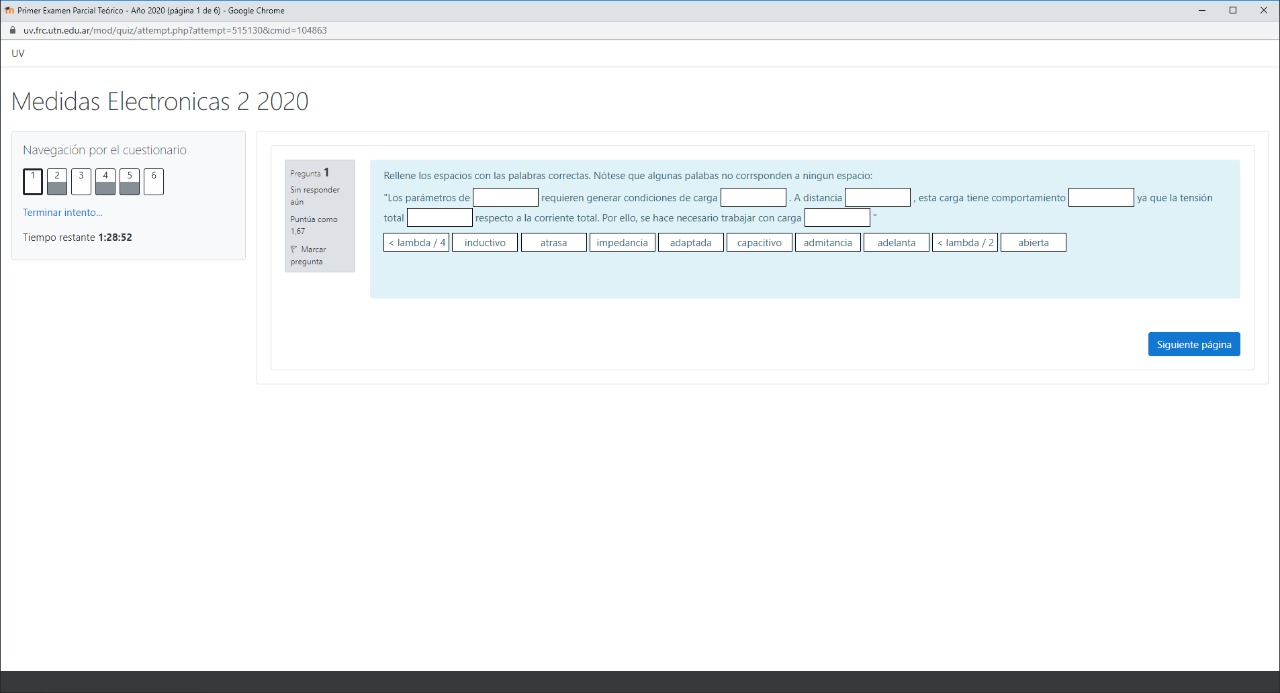 Primer Examen Parcial Teórico - Año 2020 (página 1 de 6) - Google Chrome
uv.frc.utn.edu.ar/mod/quiz/attempt.php?attempt=515130&cmid=104863
UV
Medidas Electronicas 2 2020
Navegación por el cuestionario
1 2 3 4 5 6
Terminar intento...
Tiempo restante 1:28:52
Pregunta 1
Sin responder
aún
Puntúa como
1,67
Marcar
pregunta
Rellene los espacios con las palabras correctas. Nótese que algunas palabas no corrsponden a ningun espacio:
"Los parámetros de requieren generar condiciones de carga . A distancia , esta carga tiene comportamiento ya que la tensión
total respecto a la corriente total. Por ello, se hace necesario trabajar con carga "
< lambda / 4 inductivo atrasa impedancia adaptada capacitivo admitancia adelanta < lambda / 2 abierta
Siguiente página